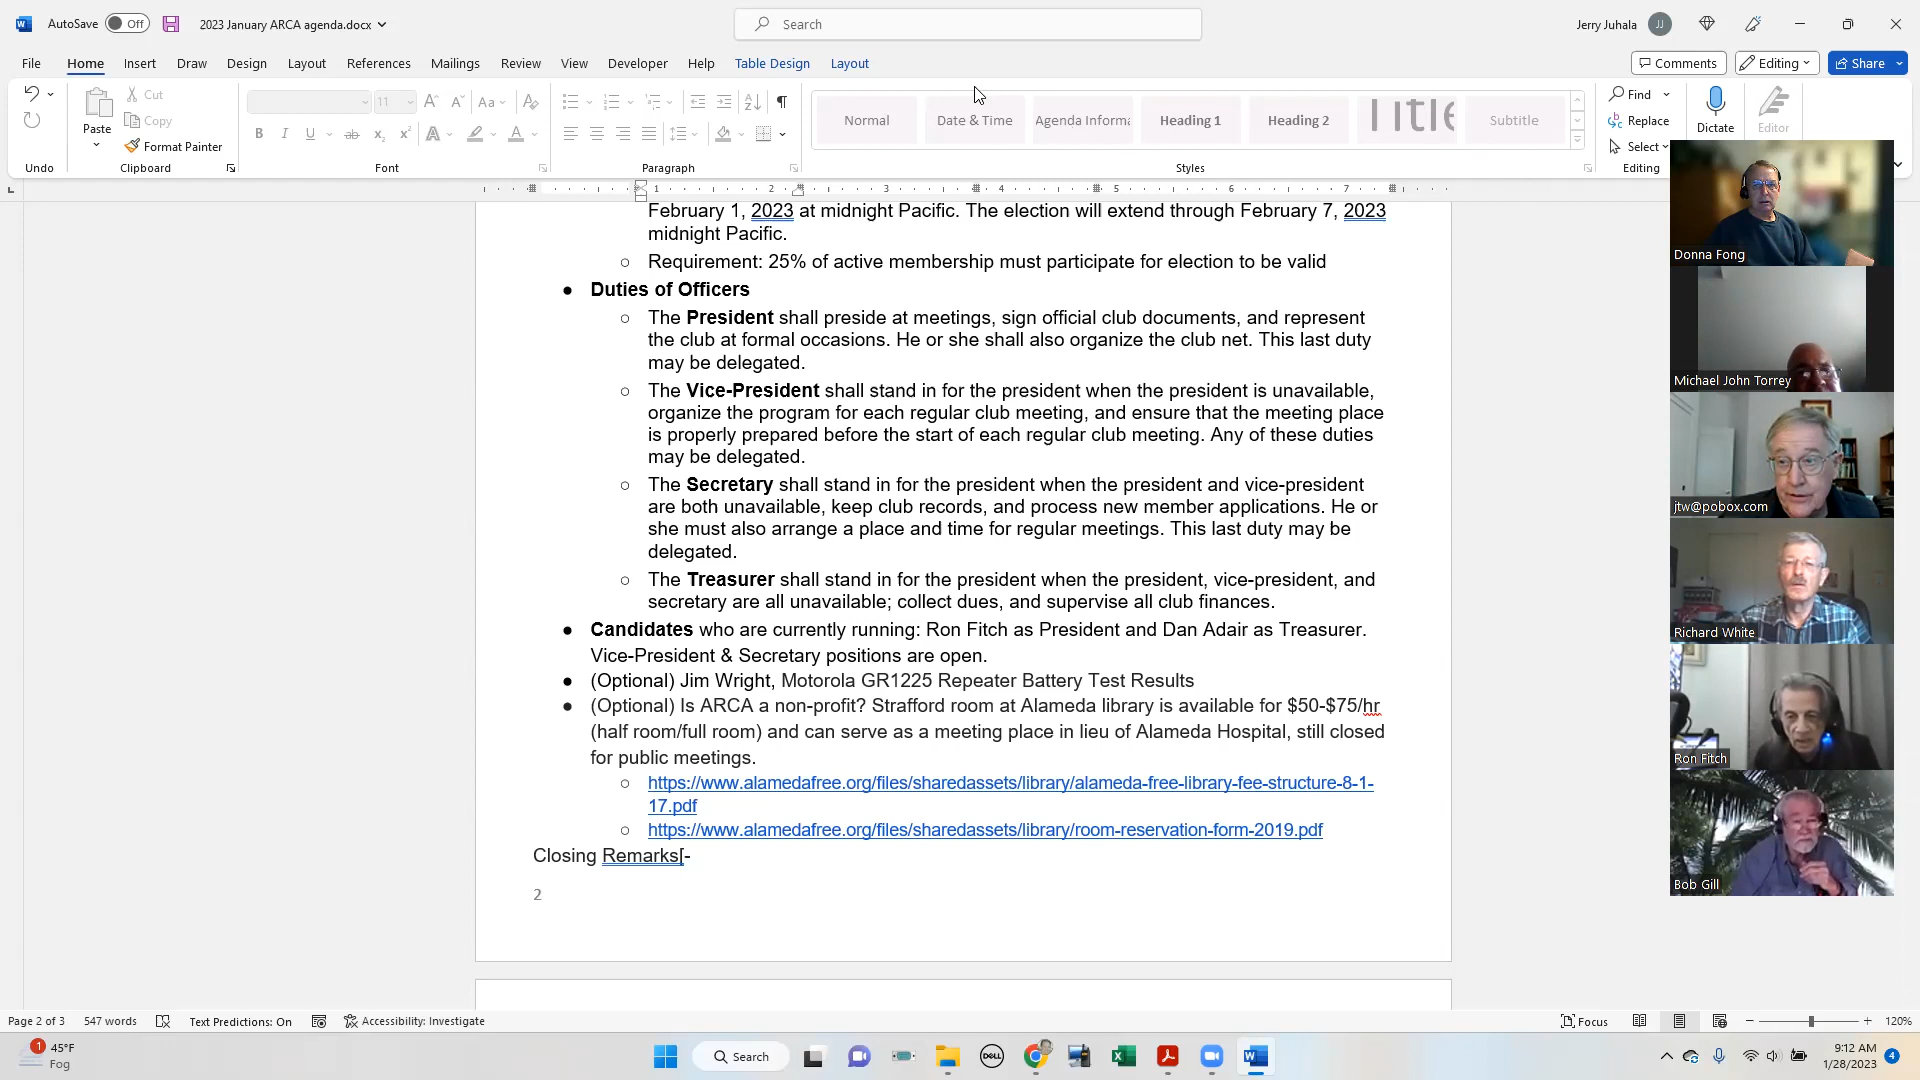 AutoSave Off 2023 January ARCA agenda.docx Search Jerry Juhala JJ
File Home Insert Draw Design Layout References Mailings Review View Developer Help Table Design Layout Comments Editing Share
Paste Cut Copy Format Painter 11 Aa
Normal Date & Time Agenda Informa Heading 1 Heading 2 Title Subtitle
Find Replace Select Dictate Editor
Undo Clipboard Font Paragraph Styles Editing
1 2 3 4 5 6 7
February 1, 2023 at midnight Pacific. The election will extend through February 7, 2023
midnight Pacific.
○ Requirement: 25% of active membership must participate for election to be valid
● Duties of Officers
○ The President shall preside at meetings, sign official club documents, and represent
the club at formal occasions. He or she shall also organize the club net. This last duty
may be delegated.
○ The Vice-President shall stand in for the president when the president is unavailable,
organize the program for each regular club meeting, and ensure that the meeting place
is properly prepared before the start of each regular club meeting. Any of these duties
may be delegated.
○ The Secretary shall stand in for the president when the president and vice-president
are both unavailable, keep club records, and process new member applications. He or
she must also arrange a place and time for regular meetings. This last duty may be
delegated.
○ The Treasurer shall stand in for the president when the president, vice-president, and
secretary are all unavailable; collect dues, and supervise all club finances.
● Candidates who are currently running: Ron Fitch as President and Dan Adair as Treasurer.
Vice-President & Secretary positions are open.
● (Optional) Jim Wright, Motorola GR1225 Repeater Battery Test Results
● (Optional) Is ARCA a non-profit? Strafford room at Alameda library is available for $50-$75/hr
(half room/full room) and can serve as a meeting place in lieu of Alameda Hospital, still closed
for public meetings.
○ https://www.alamedafree.org/files/sharedassets/library/alameda-free-library-fee-structure-8-1-
17.pdf
○ https://www.alamedafree.org/files/sharedassets/library/room-reservation-form-2019.pdf
Closing Remarks[-
2
Donna Fong
Michael John Torrey
jtw@pobox.com
Richard White
Ron Fitch
Bob Gill
Page 2 of 3 547 words Text Predictions: On Accessibility: Investigate Focus 120%
1 45°F
Fog
Search
DELL
9:12 AM
1/28/2023
4